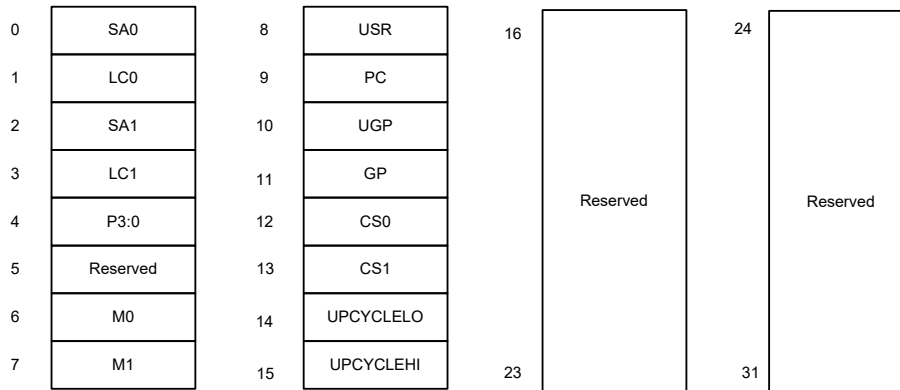 0 SA0 8 USR 16 24
1 LC0 9 PC
2 SA1 10 UGP
3 LC1 11 GP
Reserved Reserved
4 P3:0 12 CS0
5 Reserved 13 CS1
6 M0 14 UPCYCLELO
7 M1 15 UPCYCLEHI 23 31